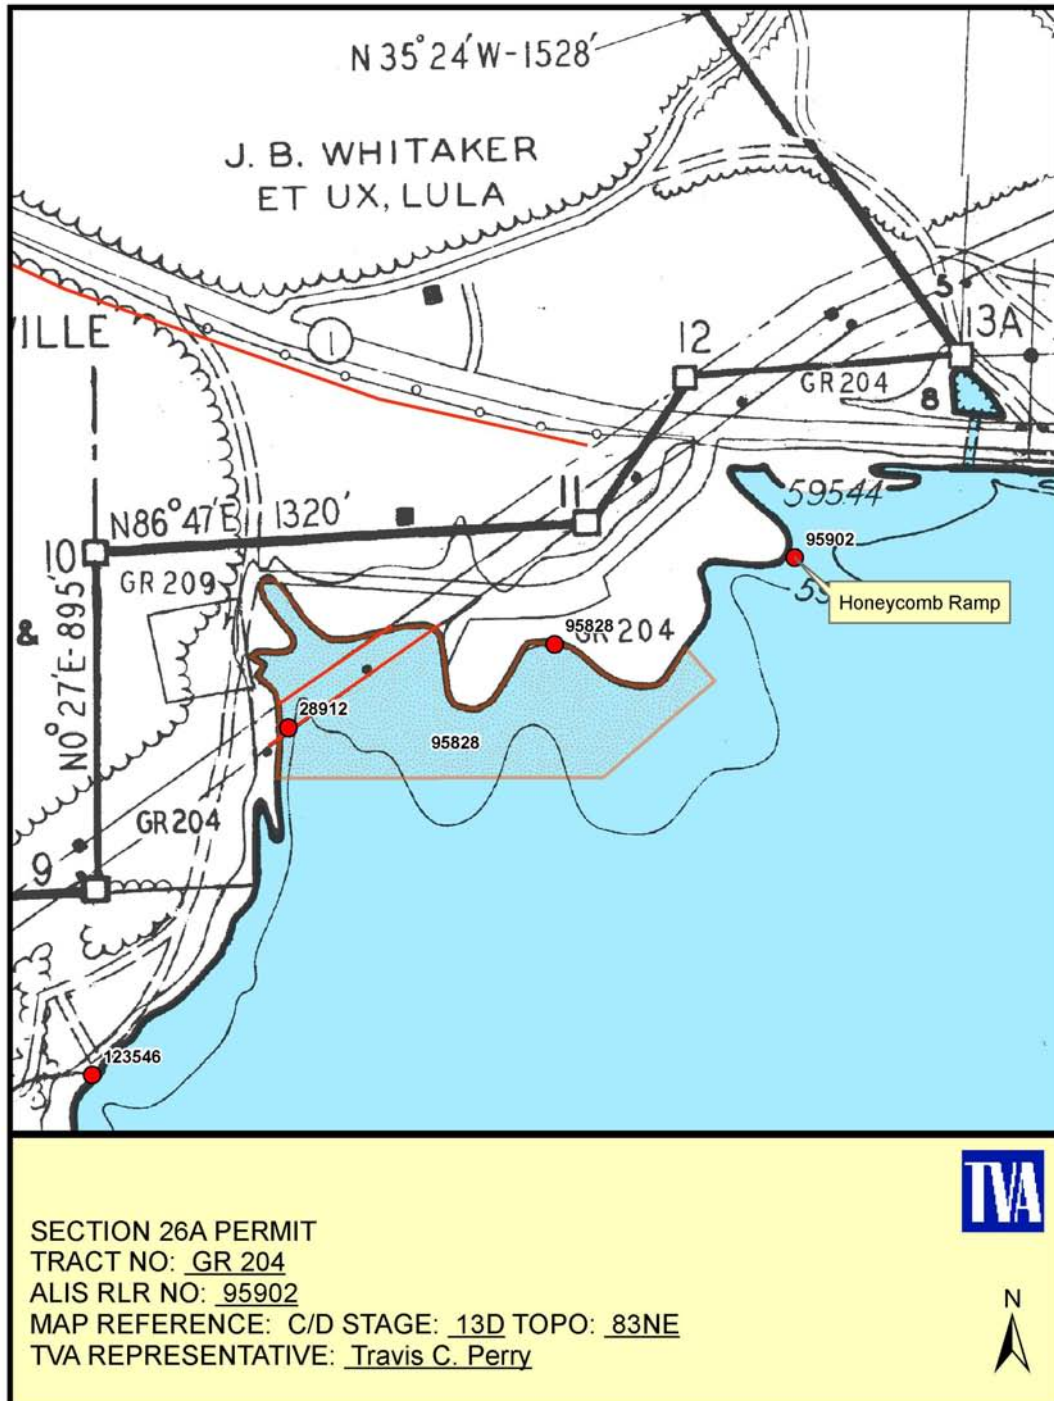 N 35° 24' W-1528'
J. B. WHITAKER
ET UX, LULA
VILLE
1
5
12
13A
GR 204
8
11
59544
N86°47'E 1320'
10
95902
GR 209
Honeycomb Ramp
&
N0°27'E-895'
95828
GR 204
28912
95828
GR 204
9
123546
TVA
SECTION 26A PERMIT
TRACT NO: GR 204
ALIS RLR NO: 95902
MAP REFERENCE: C/D STAGE: 13D TOPO: 83NE
TVA REPRESENTATIVE: Travis C. Perry
N